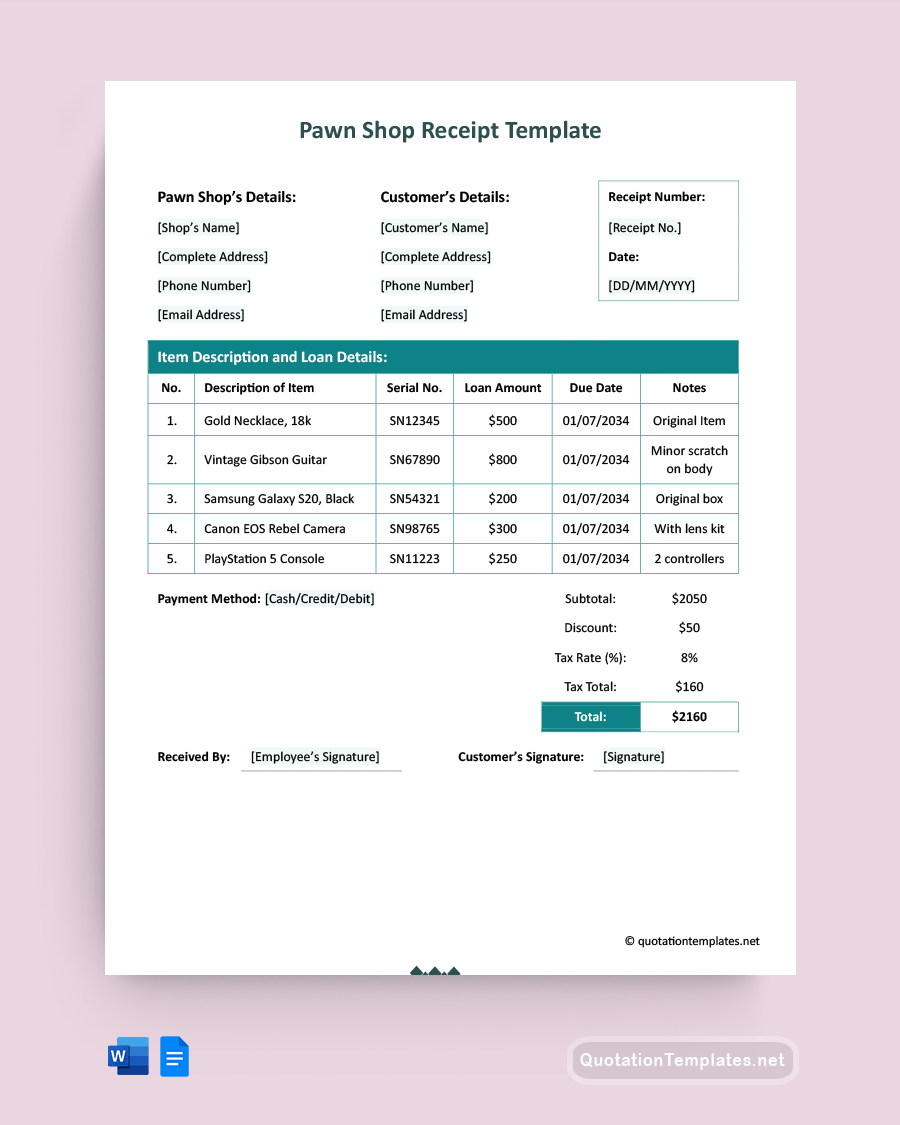 Pawn Shop Receipt Template
Pawn Shop’s Details:
[Shop’s Name]
[Complete Address]
[Phone Number]
[Email Address]
Customer’s Details:
[Customer’s Name]
[Complete Address]
[Phone Number]
[Email Address]
Receipt Number:
[Receipt No.]
Date:
[DD/MM/YYYY]
Item Description and Loan Details:
No. Description of Item Serial No. Loan Amount Due Date Notes
1. Gold Necklace, 18k SN12345 $500 01/07/2034 Original Item
2. Vintage Gibson Guitar SN67890 $800 01/07/2034 Minor scratch
on body
3. Samsung Galaxy S20, Black SN54321 $200 01/07/2034 Original box
4. Canon EOS Rebel Camera SN98765 $300 01/07/2034 With lens kit
5. PlayStation 5 Console SN11223 $250 01/07/2034 2 controllers
Payment Method: [Cash/Credit/Debit]
Subtotal: $2050
Discount: $50
Tax Rate (%): 8%
Tax Total: $160
Total: $2160
Received By: [Employee’s Signature]
Customer’s Signature: [Signature]
© quotationtemplates.net
W
QuotationTemplates.net